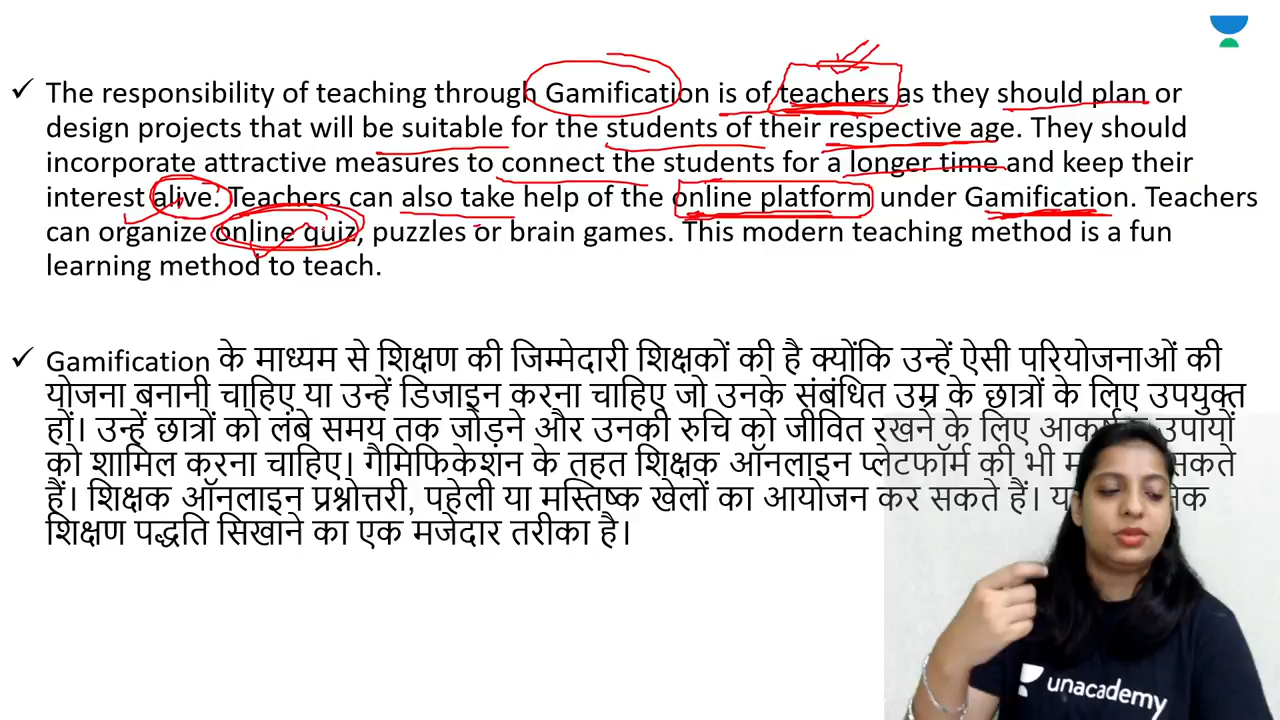 The responsibility of teaching through Gamification is of teachers as they should plan or
design projects that will be suitable for the students of their respective age. They should
incorporate attractive measures to connect the students for a longer time and keep their
interest alive. Teachers can also take help of the online platform under Gamification. Teachers
can organize online quiz, puzzles or brain games. This modern teaching method is a fun
learning method to teach.
Gamification के माध्यम से शिक्षण की जिम्मेदारी शिक्षकों की है क्योंकि उन्हें ऐसी परियोजनाओं की
योजना बनानी चाहिए या उन्हें डिजाइन करना चाहिए जो उनके संबंधित उम्र के छात्रों के लिए उपयुक्त
हों। उन्हें छात्रों को लंबे समय तक जोड़ने और उनकी रुचि को जीवित रखने के लिए उपायों
को शामिल करना चाहिए। गैमिफिकेशन के तहत शिक्षक ऑनलाइन प्लेटफॉर्म की भी सकते
हैं। शिक्षक ऑनलाइन प्रश्नोत्तरी, पहेली या मस्तिष्क खेलों का आयोजन कर सकते हैं।
शिक्षण पद्धति सिखाने का एक मजेदार तरीका है।
unacademy